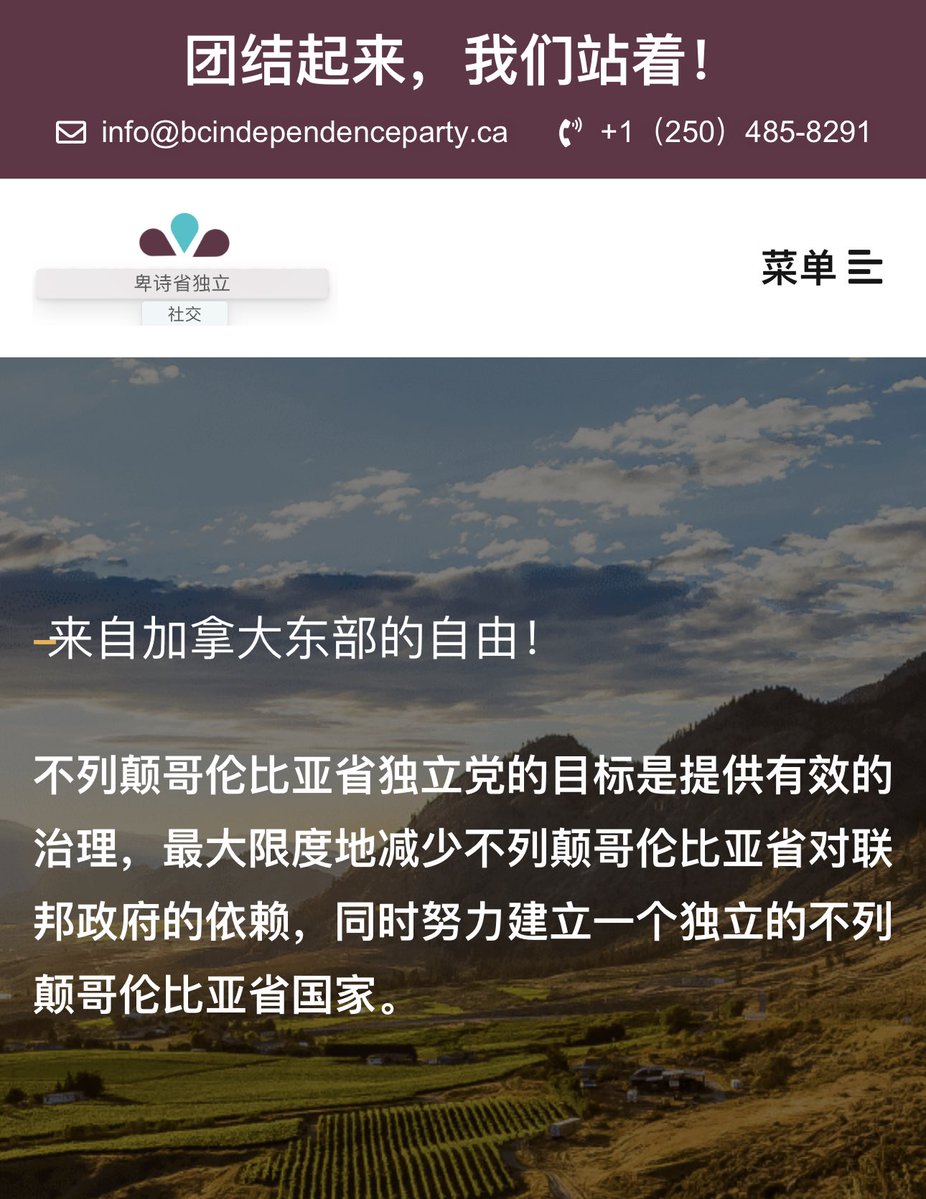 团结起来，我们站着！
info@bcindependenceparty.ca +1（250）485-8291
卑诗省独立
社交
菜单
来自加拿大东部的自由！
不列颠哥伦比亚省独立党的目标是提供有效的
治理，最大限度地减少不列颠哥伦比亚省对联
邦政府的依赖，同时努力建立一个独立的不列
颠哥伦比亚省国家。